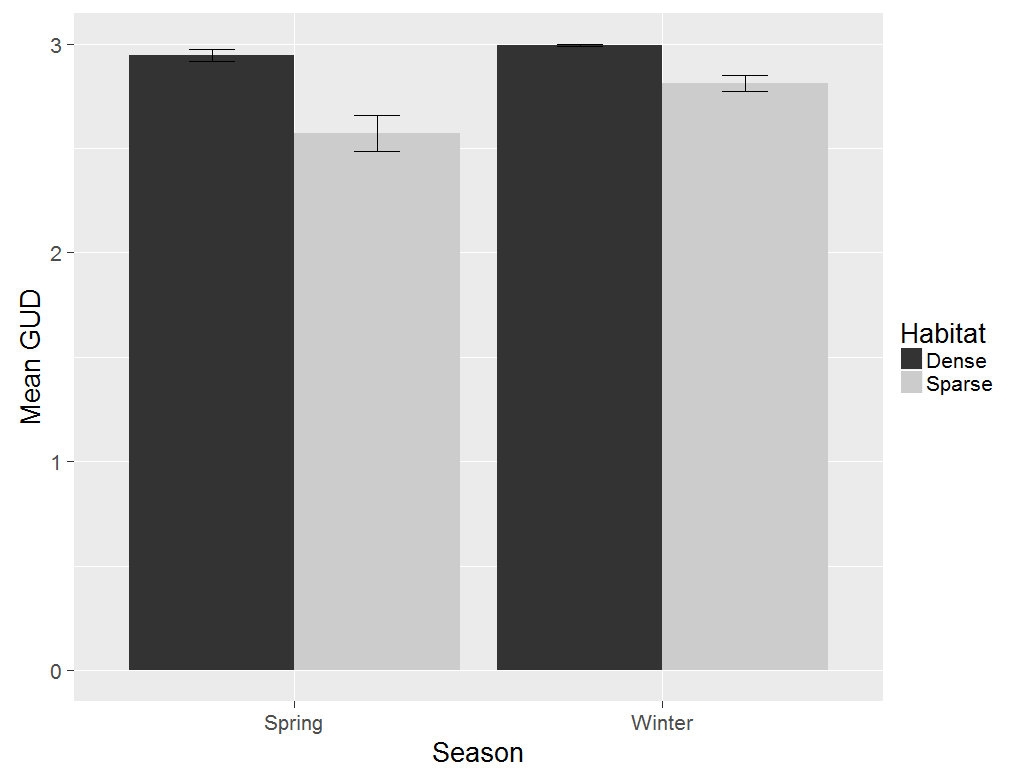 Mean GUD
3
2
1
0
Spring
Winter
Season
Habitat
Dense
Sparse